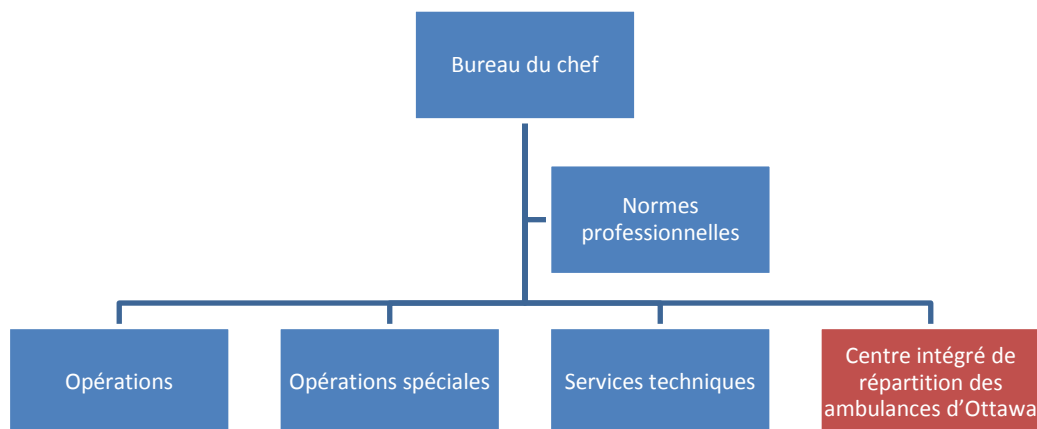 Bureau du chef
Normes
professionnelles
Opérations
Opérations spéciales
Services techniques
Centre intégré de
répartition des
ambulances d’Ottawa